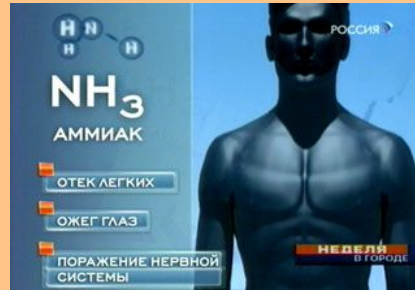 H N
H H
РОССИЯ
NH3
АММИАК
ОТЕК ЛЕГКИХ
ОЖЕГ ГЛАЗ
ПОРАЖЕНИЕ НЕРВНОЙ
СИСТЕМЫ
НЕДЕЛЯ
В ГОРОДЕ